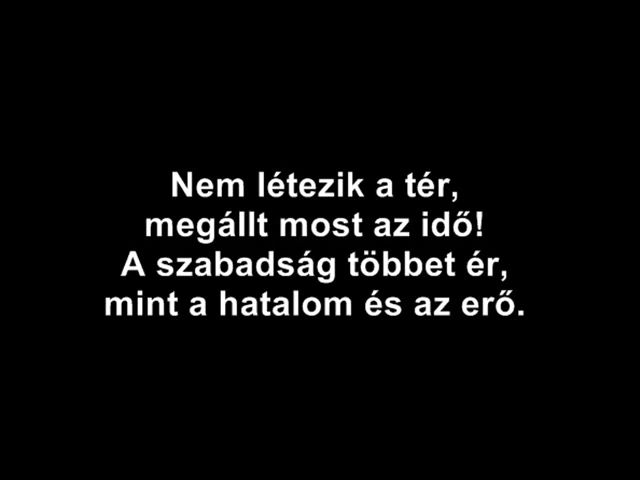 Nem létezik a tér,
megállt most az idő!
A szabadság többet ér,
mint a hatalom és az erő.